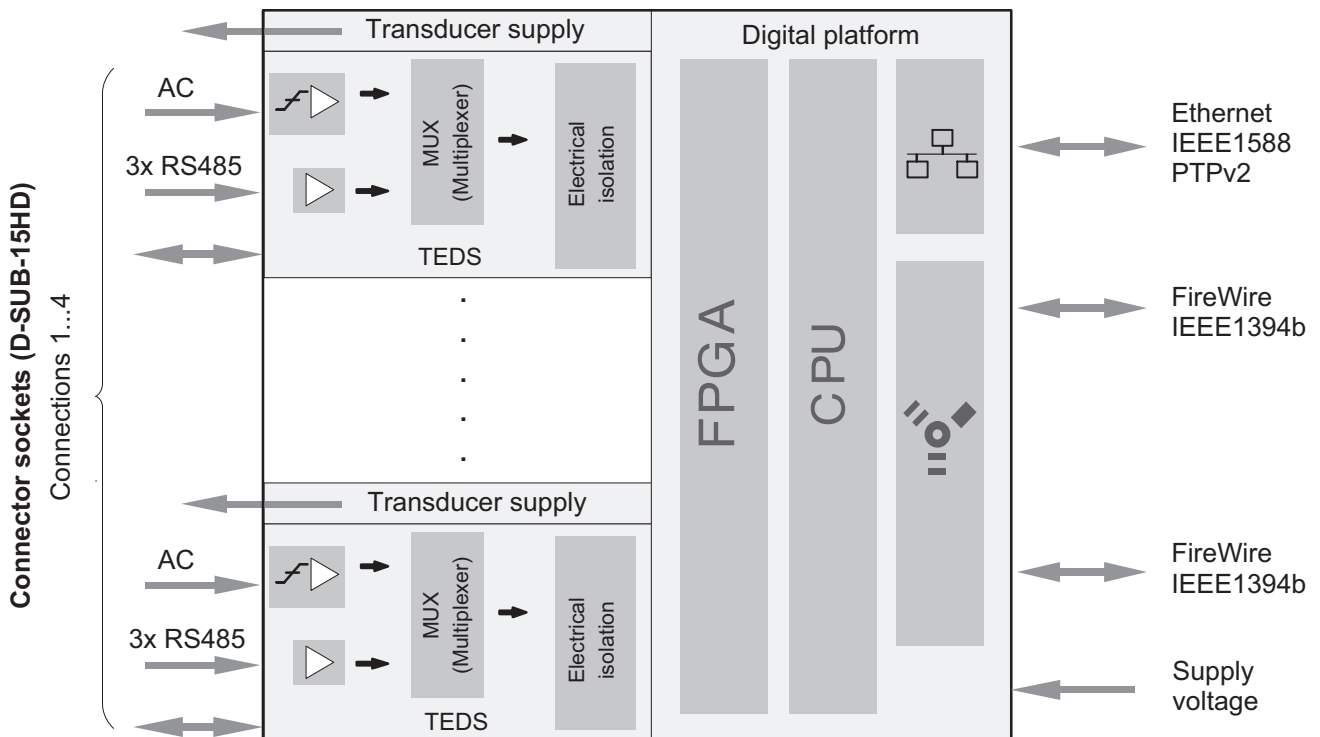 Transducer supply
Digital platform
AC
3x RS485
MUX
(Multiplexer)
Electrical
isolation
TEDS
Connector sockets (D-SUB-15HD)
Connections 1...4
FPGA
CPU
Ethernet
IEEE1588
PTPv2
FireWire
IEEE1394b
Transducer supply
AC
3x RS485
MUX
(Multiplexer)
Electrical
isolation
TEDS
FireWire
IEEE1394b
Supply
voltage